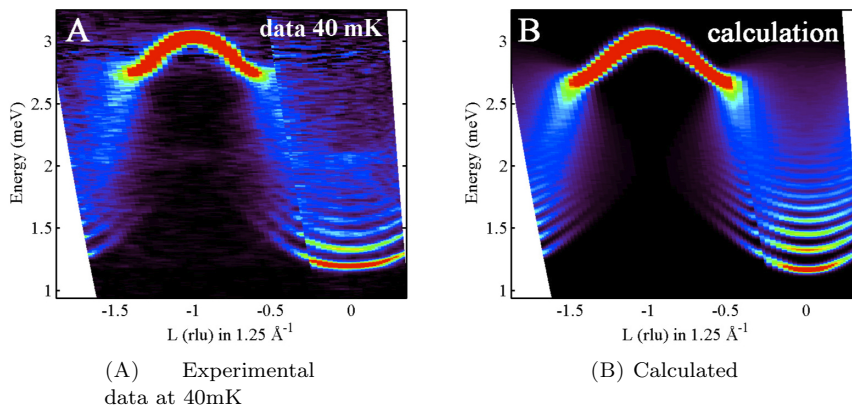 A
data 40 mK
3
2.5
2
1.5
1
Energy (meV)
-1.5
-1
-0.5
0
L (rlu) in 1.25 Å⁻¹
(A) Experimental
data at 40mK
B
calculation
3
2.5
2
1.5
1
Energy (meV)
-1.5
-1
-0.5
0
L (rlu) in 1.25 Å⁻¹
(B) Calculated